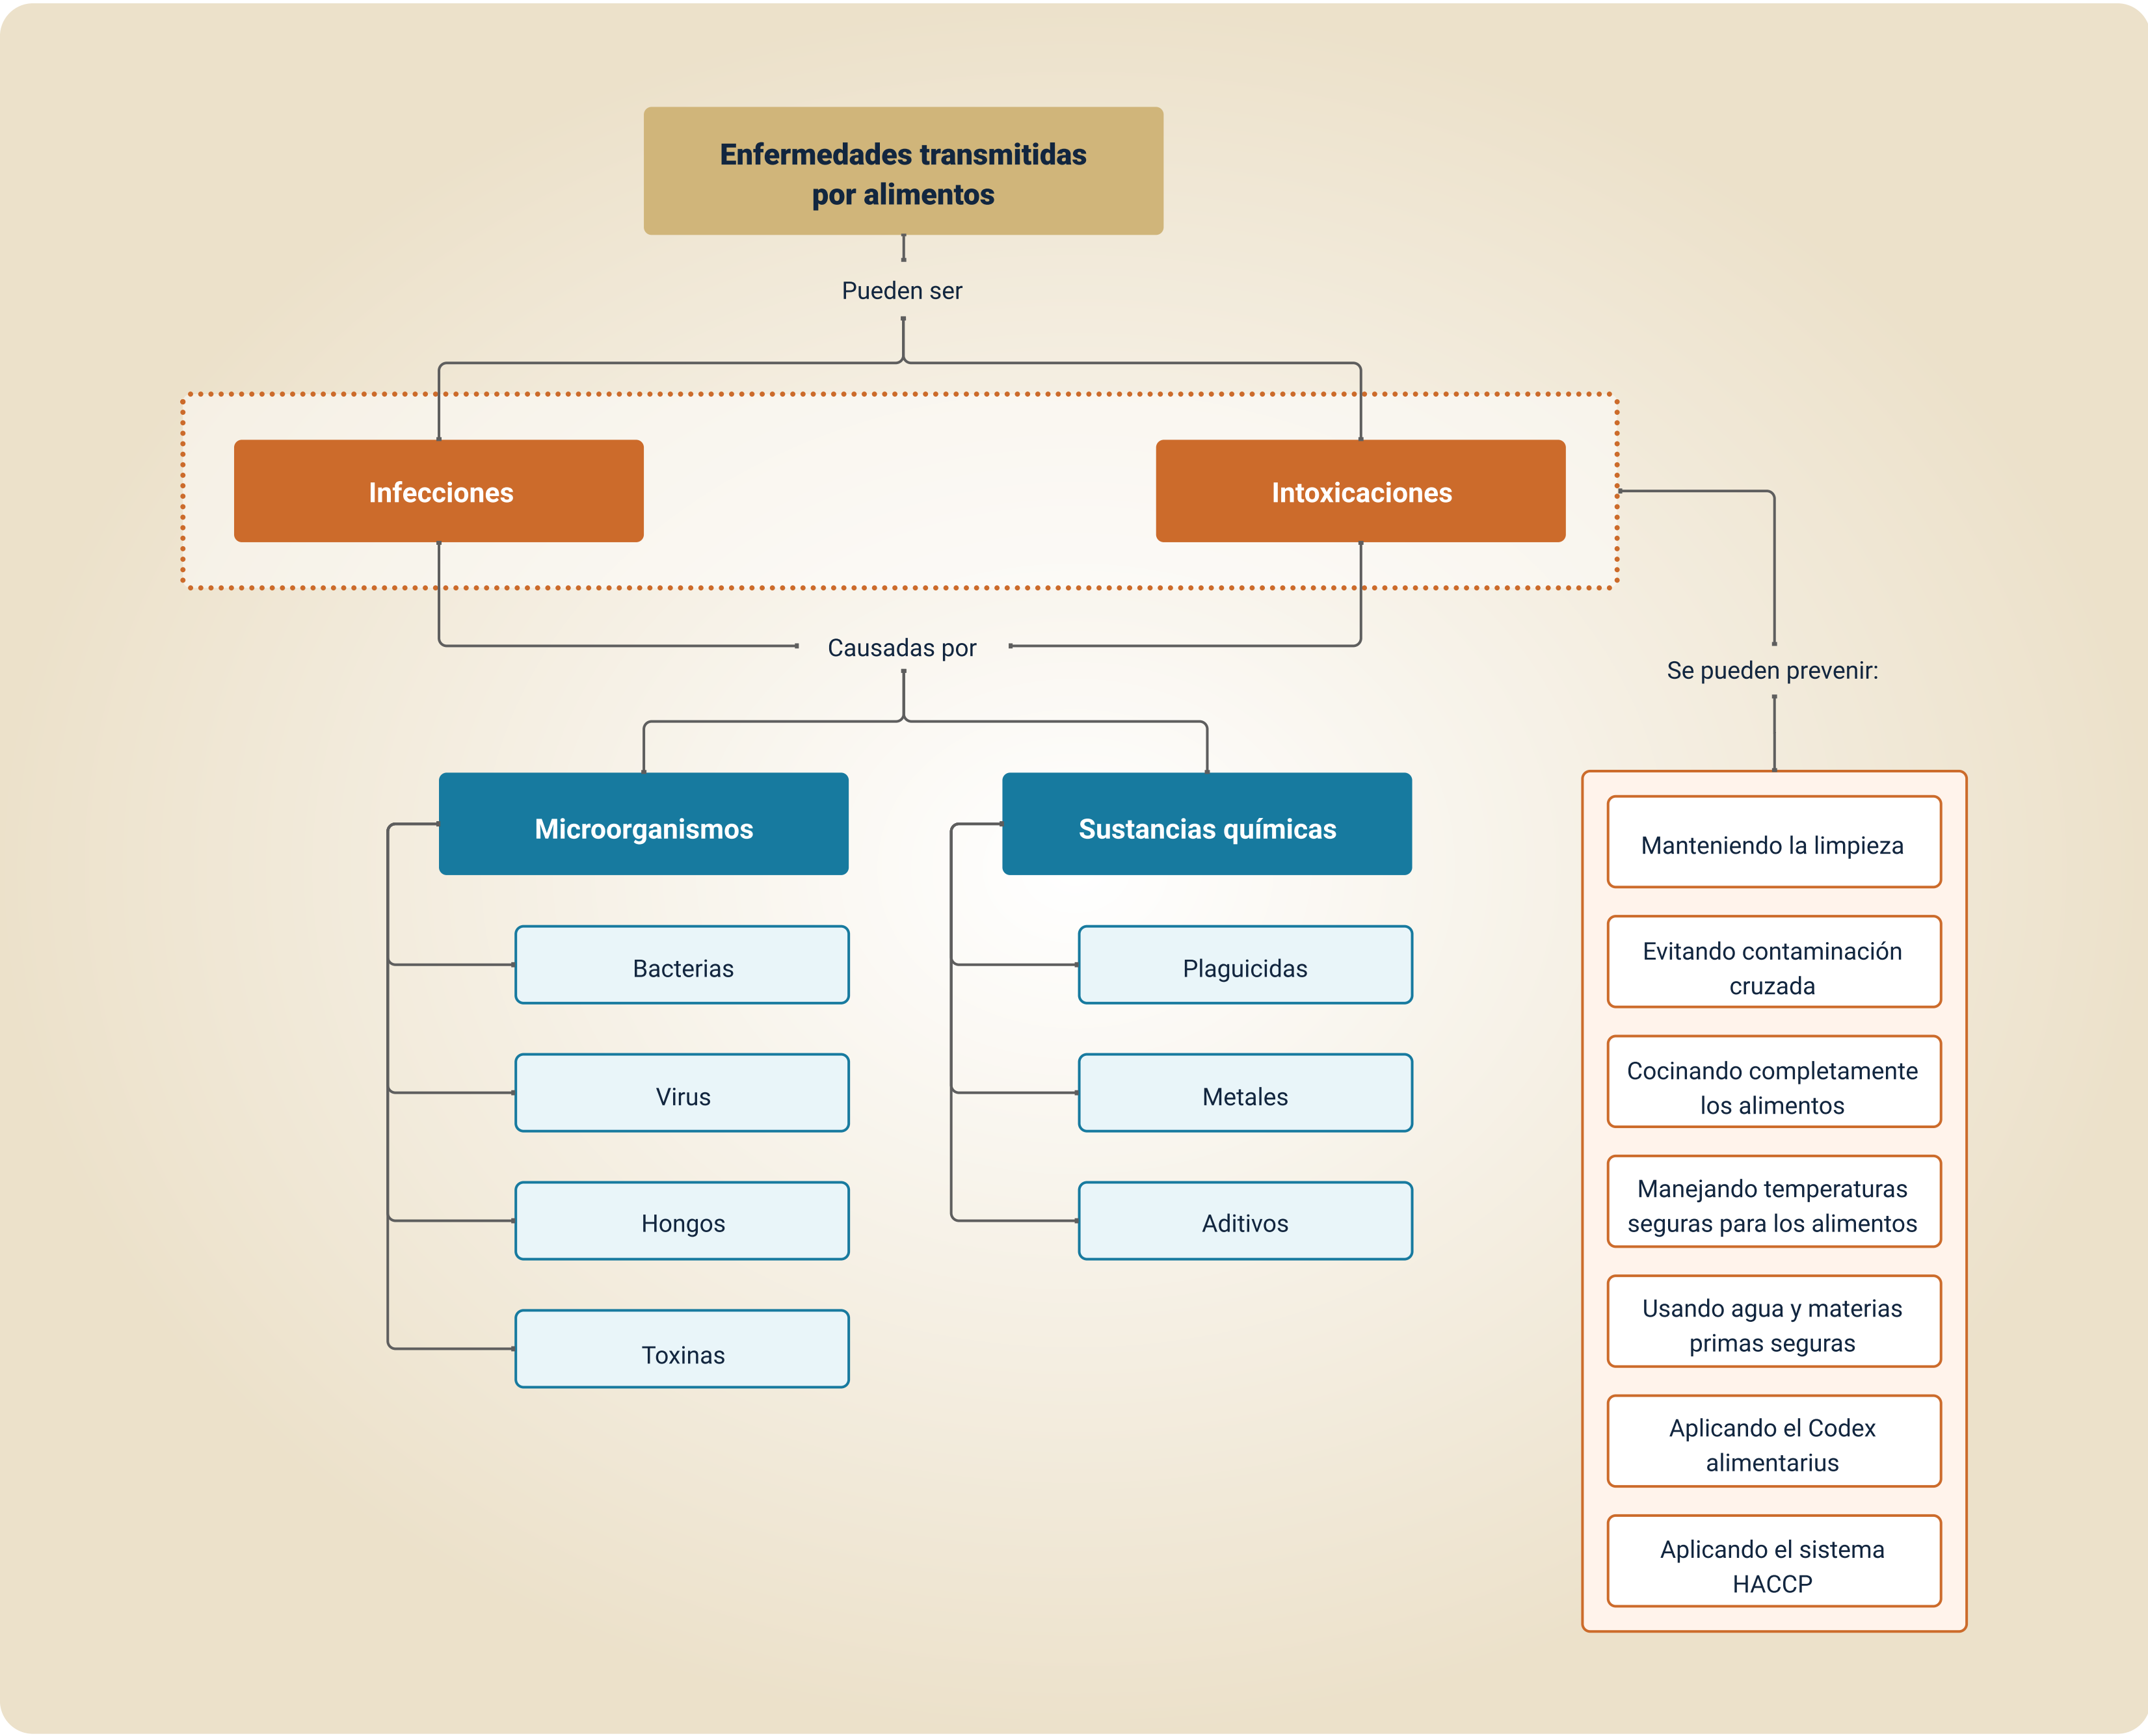 Enfermedades transmitidas
por alimentos
Pueden ser
Infecciones
Intoxicaciones
Causadas por
Se pueden prevenir:
Microorganismos
Bacterias
Virus
Hongos
Toxinas
Sustancias químicas
Plaguicidas
Metales
Aditivos
Manteniendo la limpieza
Evitando contaminación
cruzada
Cocinando completamente
los alimentos
Manejando temperaturas
seguras para los alimentos
Usando agua y materias
primas seguras
Aplicando el Codex
alimentarius
Aplicando el sistema
HACCP